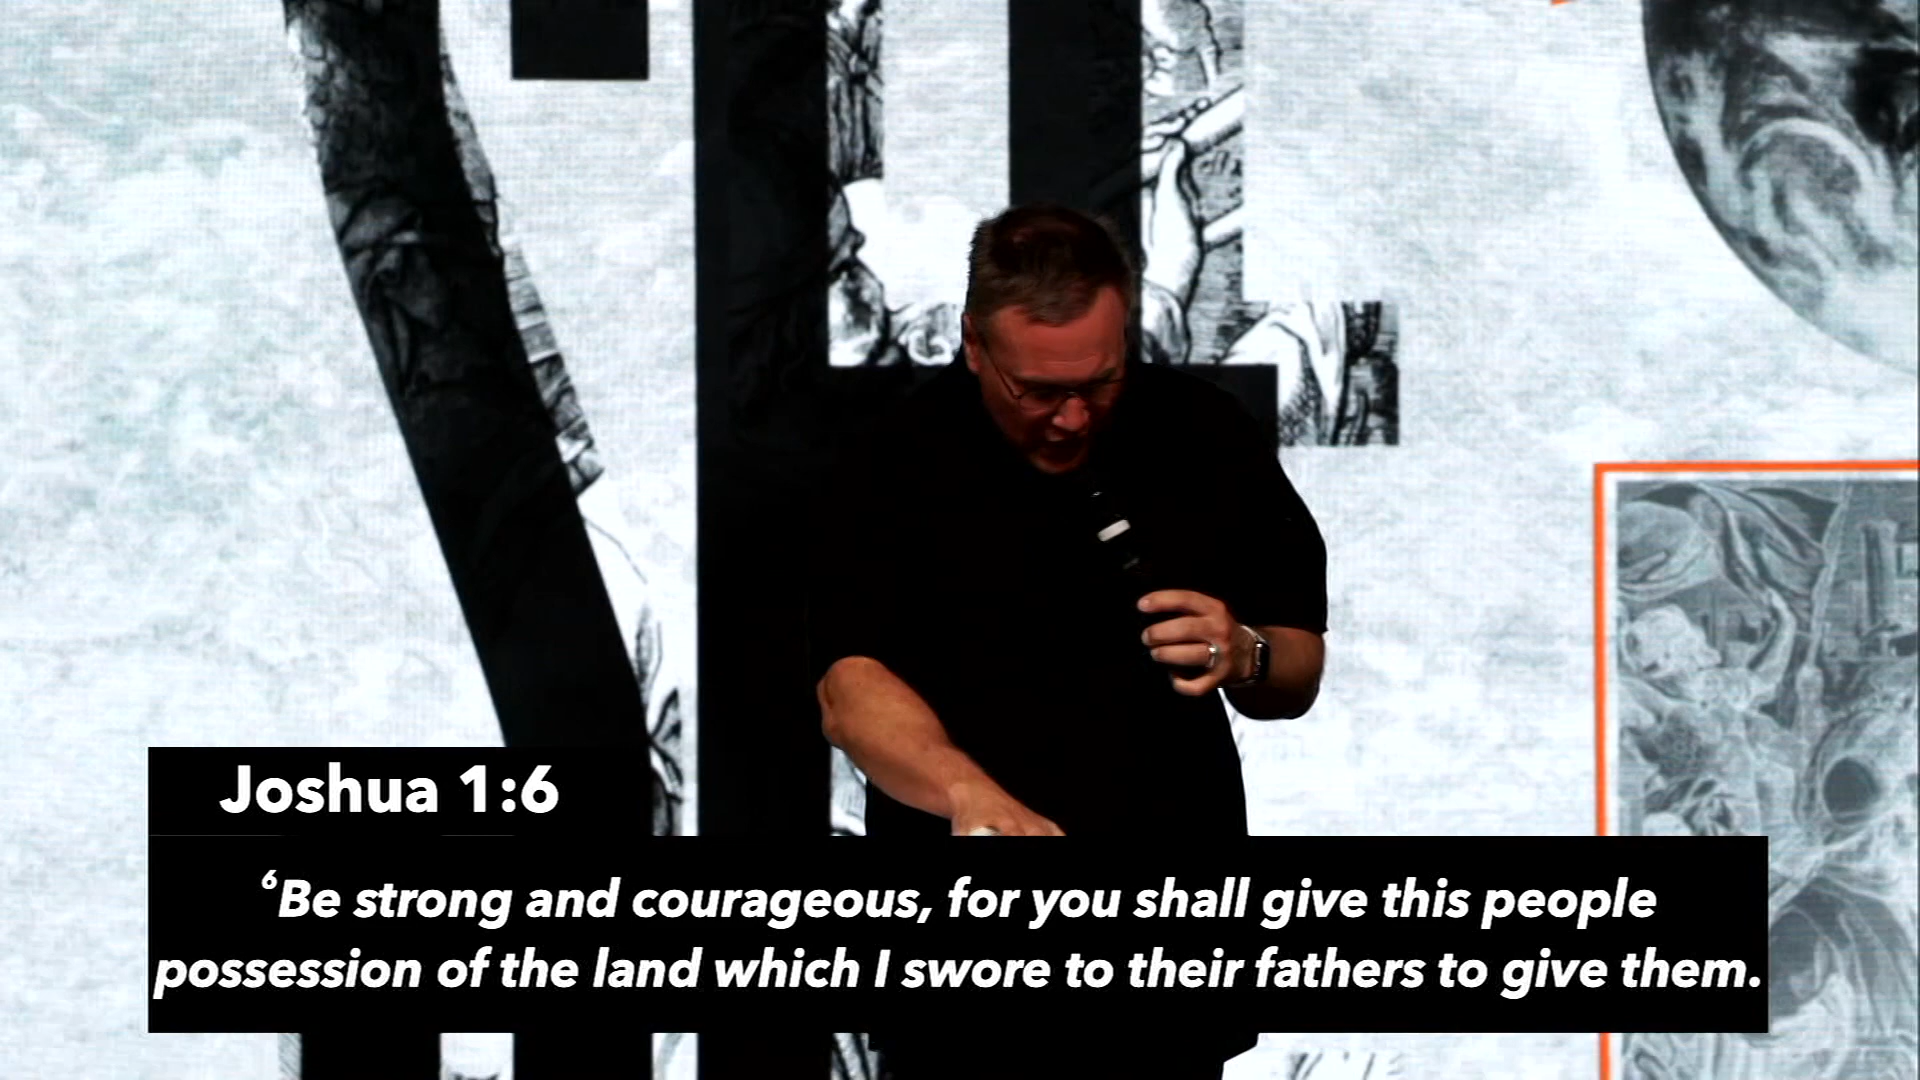 Joshua 1:6
⁶Be strong and courageous, for you shall give this people
possession of the land which I swore to their fathers to give them.